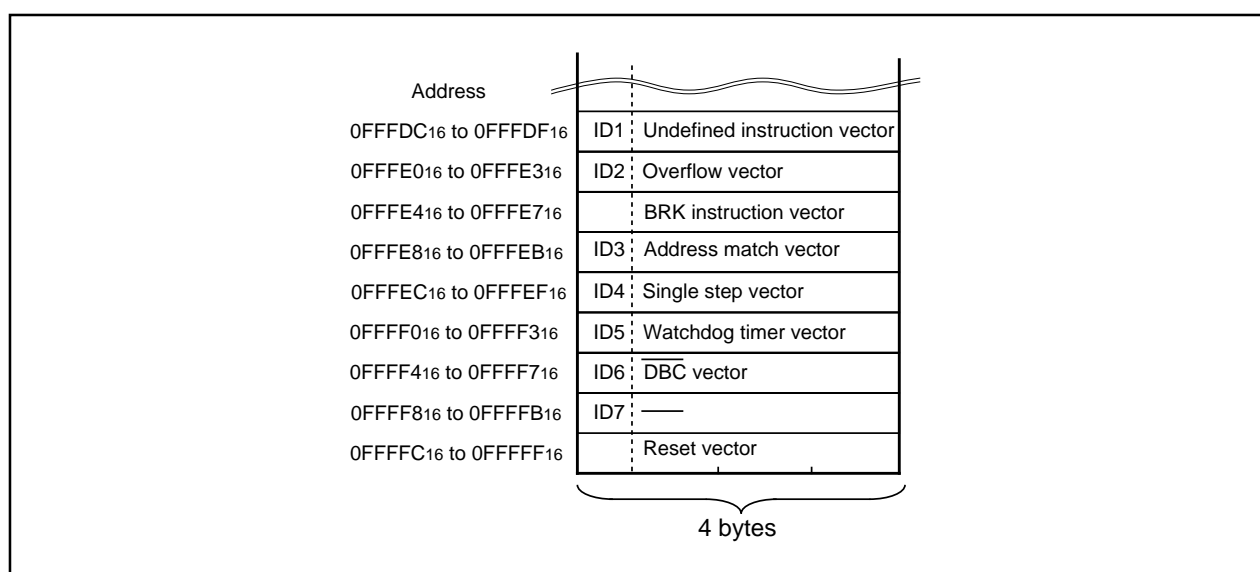 Address
0FFFDC16 to 0FFFDF16 ID1 Undefined instruction vector
0FFFE016 to 0FFFE316 ID2 Overflow vector
0FFFE416 to 0FFFE716 BRK instruction vector
0FFFE816 to 0FFFEB16 ID3 Address match vector
0FFFEC16 to 0FFFEF16 ID4 Single step vector
0FFFF016 to 0FFFF316 ID5 Watchdog timer vector
0FFFF416 to 0FFFF716 ID6 D̅B̅C̅ vector
0FFFF816 to 0FFFFB16 ID7 —
0FFFFC16 to 0FFFFF16 Reset vector
4 bytes